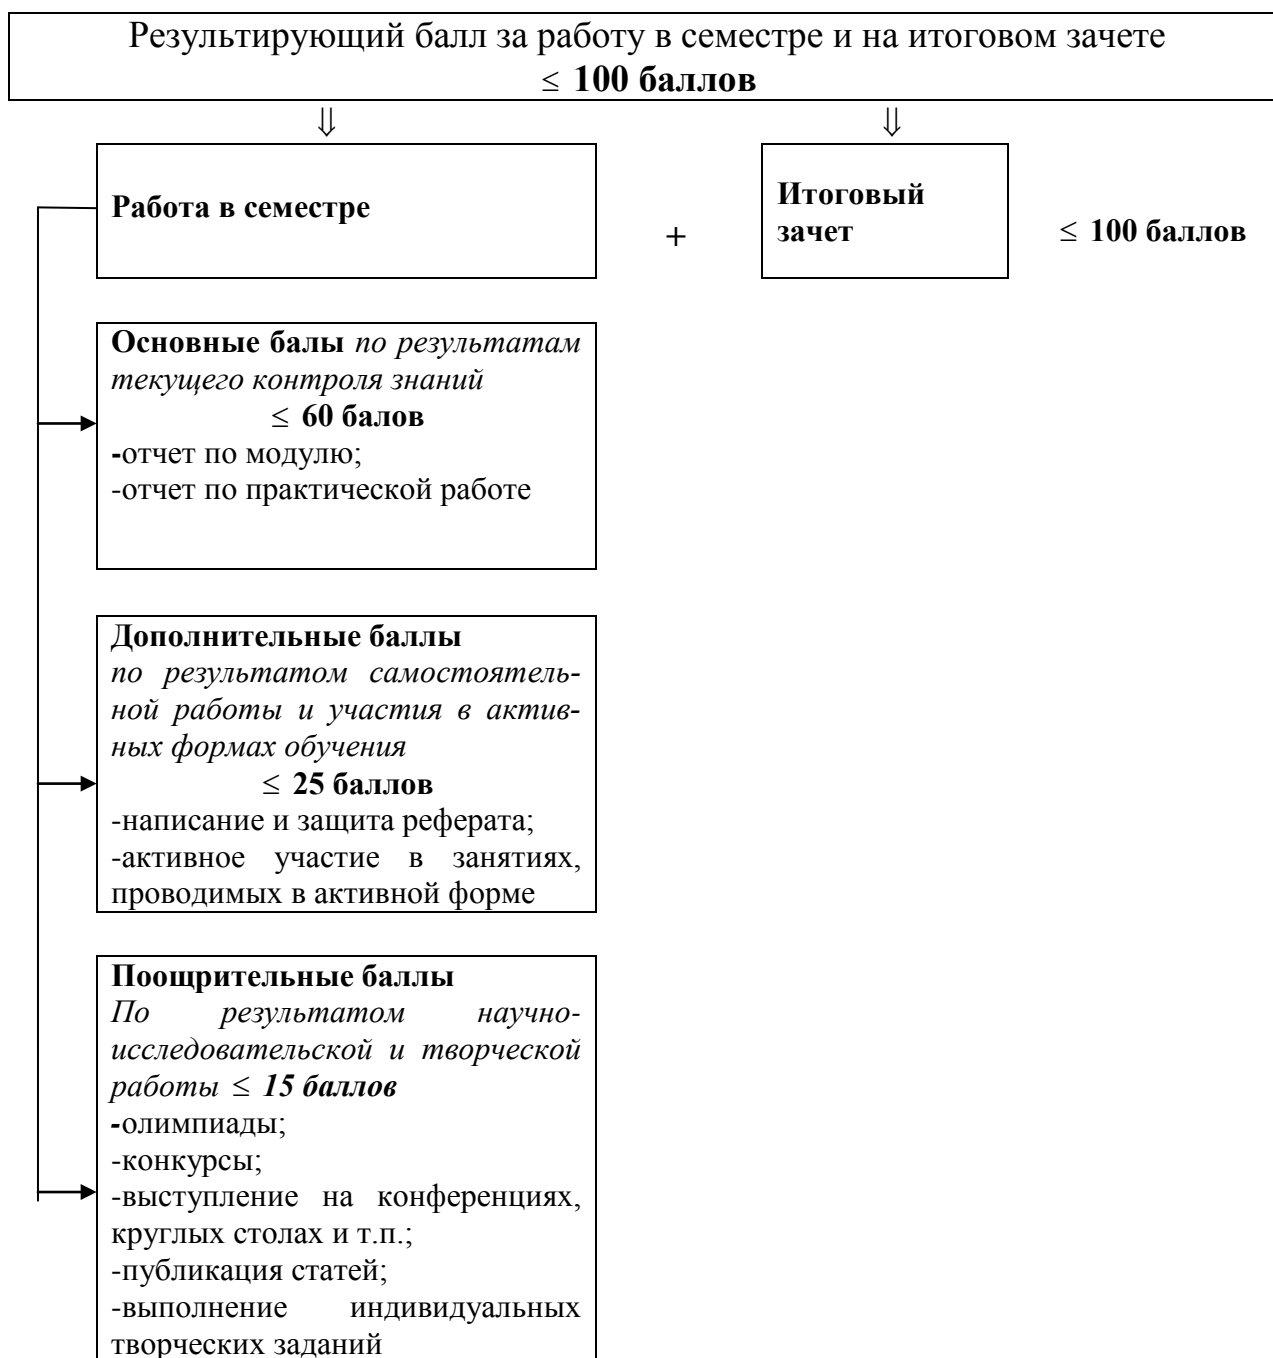 Результирующий балл за работу в семестре и на итоговом зачете
≤ 100 баллов
⇓ ⇓
Работа в семестре
+
Итоговый
зачет
≤ 100 баллов
Основные балы по результатам
текущего контроля знаний
≤ 60 балов
-отчет по модулю;
-отчет по практической работе
Дополнительные баллы
по результатом самостоятель-
ной работы и участия в актив-
ных формах обучения
≤ 25 баллов
-написание и защита реферата;
-активное участие в занятиях,
проводимых в активной форме
Поощрительные баллы
По результатом научно-
исследовательской и творческой
работы ≤ 15 баллов
-олимпиады;
-конкурсы;
-выступление на конференциях,
круглых столах и т.п.;
-публикация статей;
-выполнение индивидуальных
творческих заданий